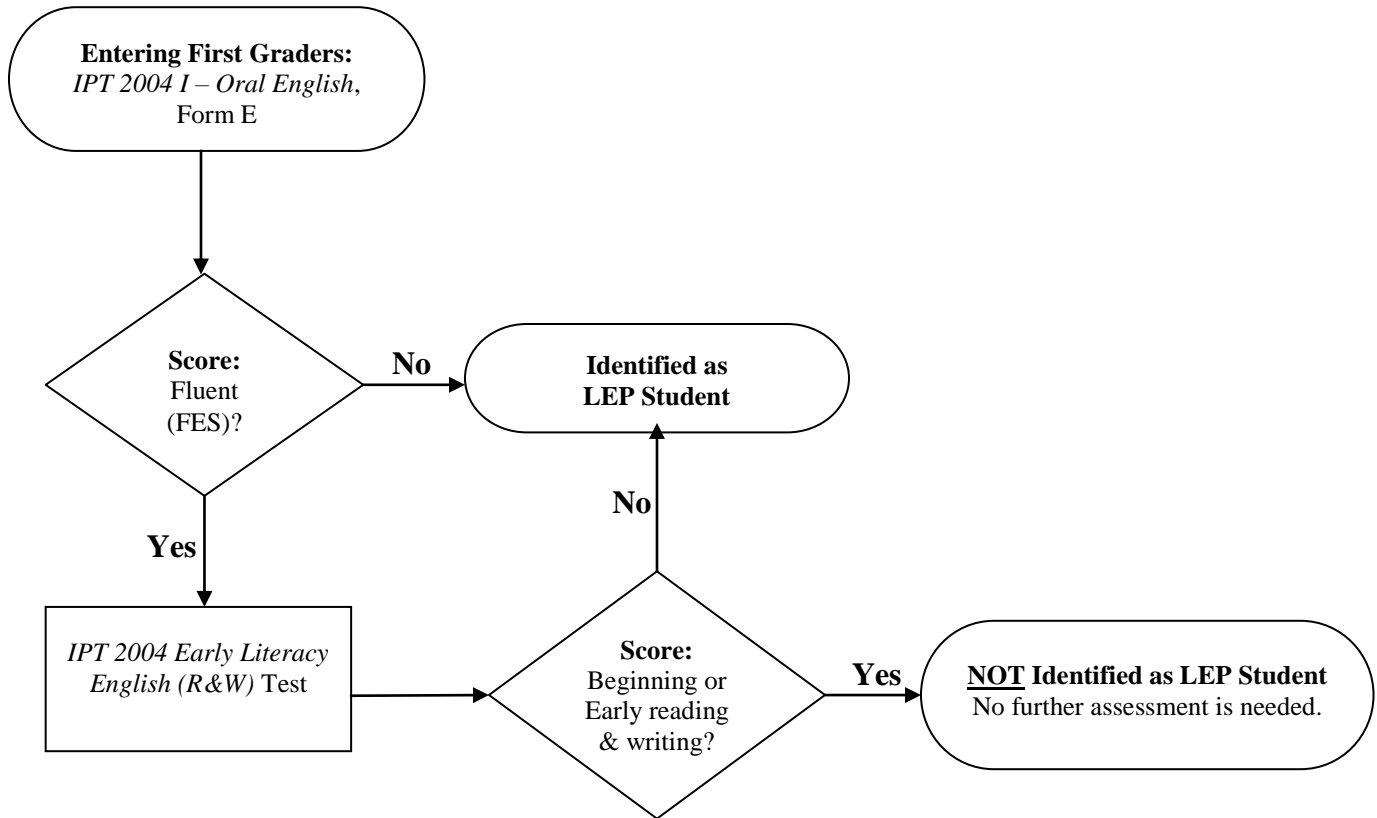 Entering First Graders:
IPT 2004 I – Oral English,
Form E
Score:
Fluent
(FES)?
No
Identified as
LEP Student
Yes
No
IPT 2004 Early Literacy
English (R&W) Test
Score:
Beginning or
Early reading
& writing?
Yes
NOT Identified as LEP Student
No further assessment is needed.